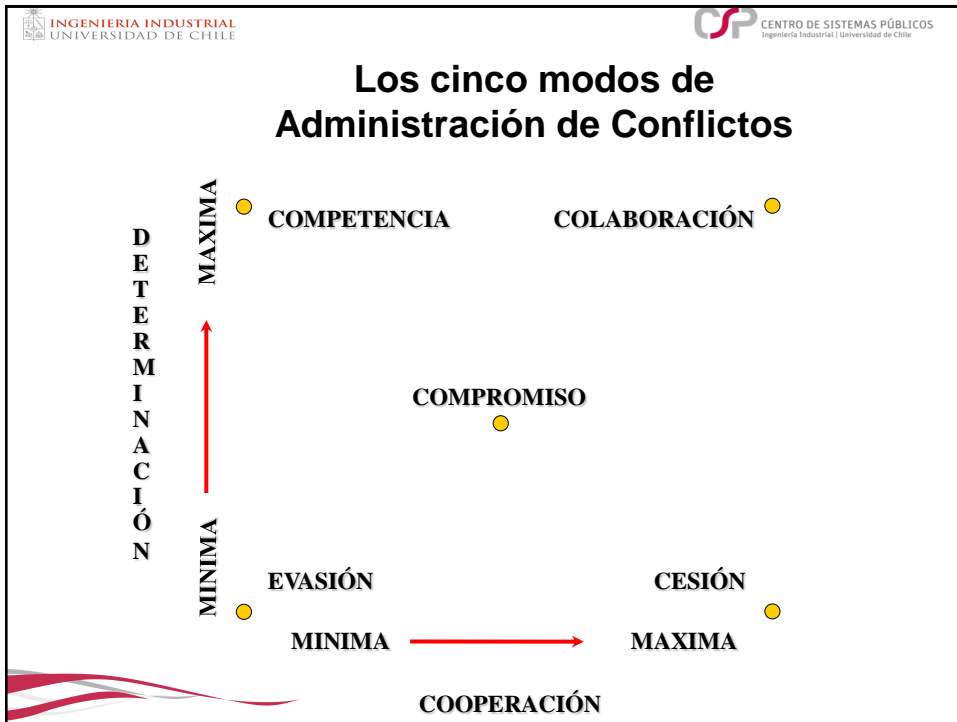 INGENIERIA INDUSTRIAL
UNIVERSIDAD DE CHILE
CSP CENTRO DE SISTEMAS PÚBLICOS
Ingeniería Industrial | Universidad de Chile
Los cinco modos de
Administración de Conflictos
DETERMINACIÓN
MAXIMA
COMPETENCIA
COLABORACIÓN
COMPROMISO
MINIMA
EVASIÓN
CESIÓN
MINIMA
MAXIMA
COOPERACIÓN